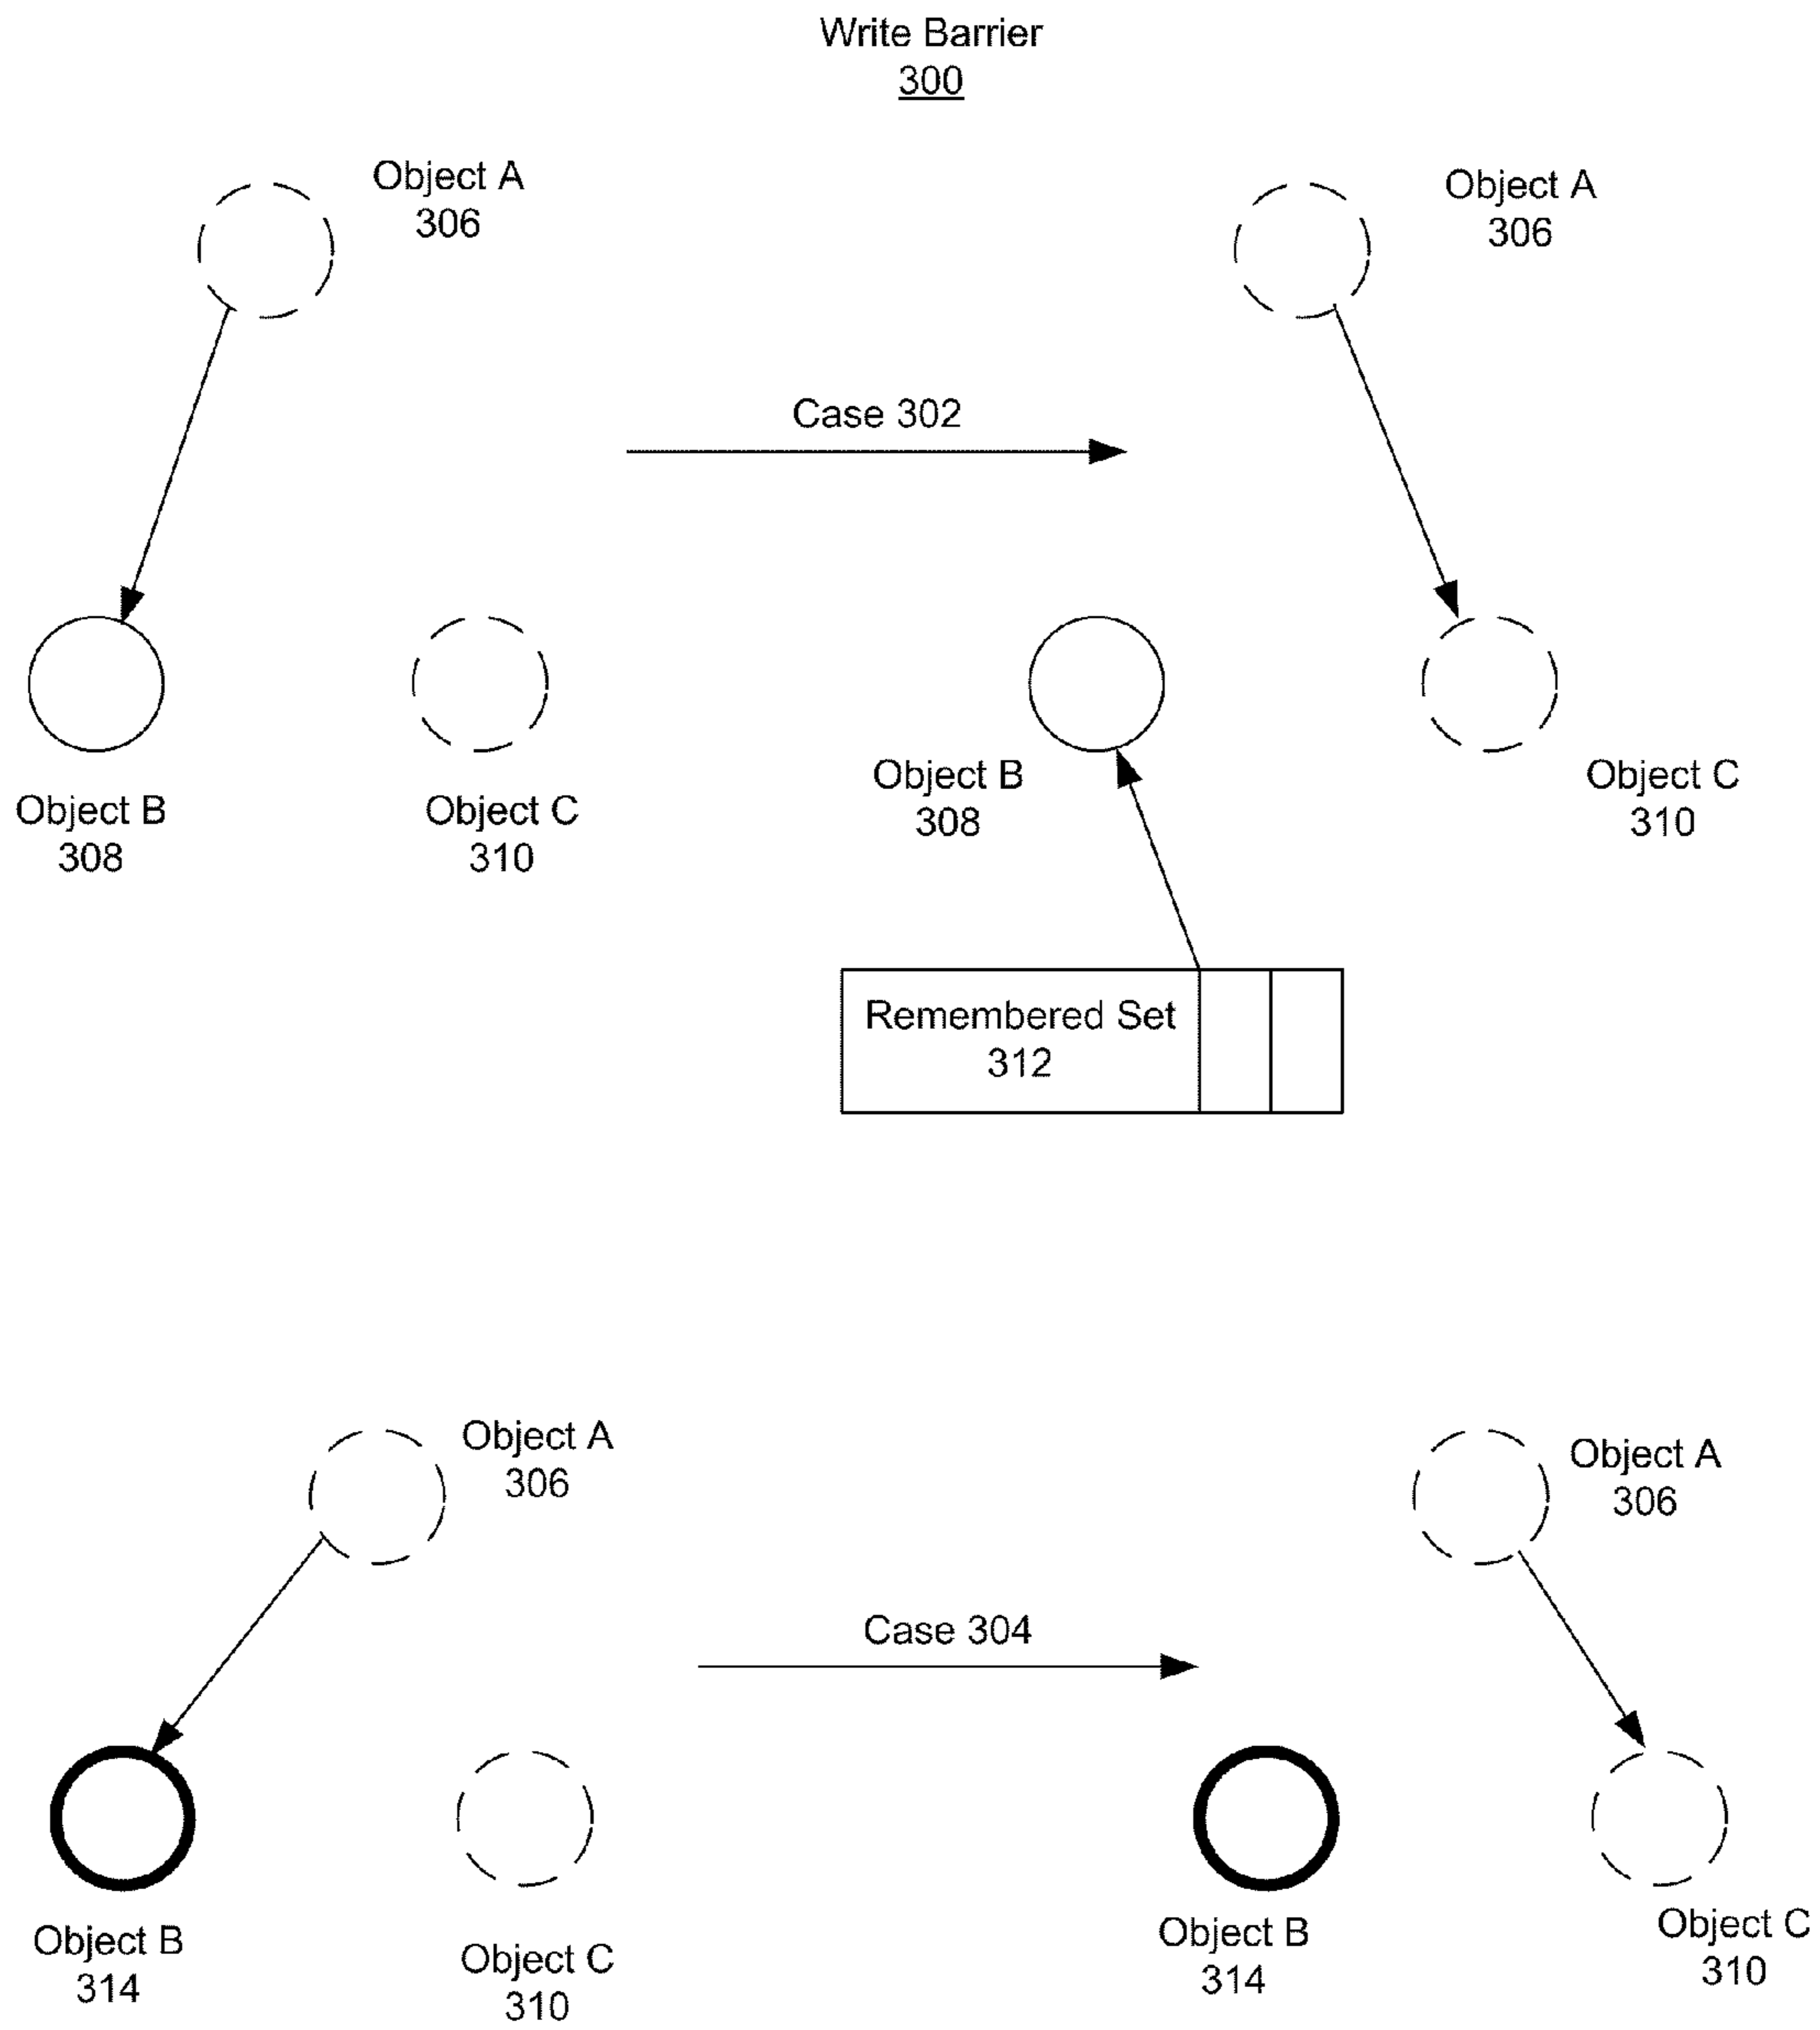 Write Barrier
300
Object A
306
Object A
306
Case 302
Object B
308
Object C
310
Object B
308
Object C
310
Remembered Set
312
Object A
306
Object A
306
Case 304
Object B
314
Object C
310
Object B
314
Object C
310